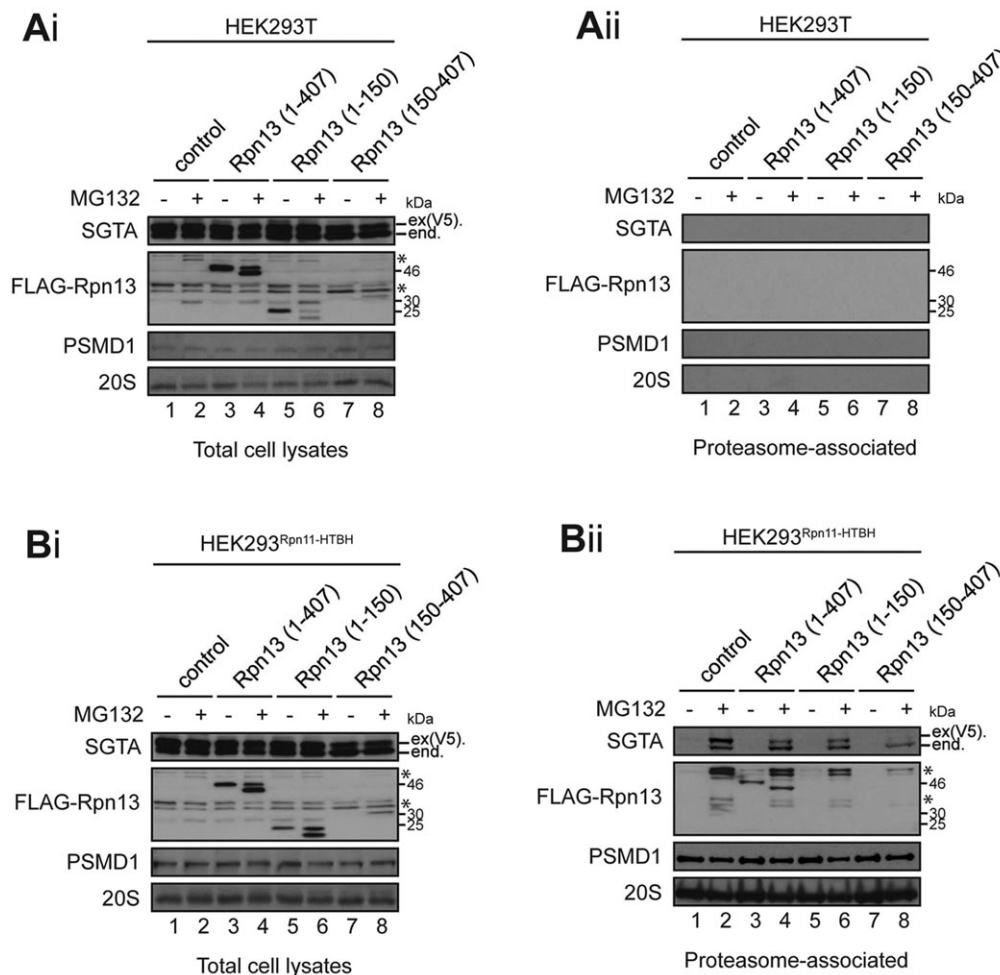 Ai
HEK293T
control Rpn13 (1-407) Rpn13 (1-150) Rpn13 (150-407)
MG132 - + - + - + - + kDa
SGTA ex(V5).
end.
*
46
FLAG-Rpn13 *
30
25
PSMD1
20S
1 2 3 4 5 6 7 8
Total cell lysates
Aii
HEK293T
control Rpn13 (1-407) Rpn13 (1-150) Rpn13 (150-407)
MG132 - + - + - + - + kDa
SGTA
46
FLAG-Rpn13
30
25
PSMD1
20S
1 2 3 4 5 6 7 8
Proteasome-associated
Bi
HEK293Rpn11-HTBH
control Rpn13 (1-407) Rpn13 (1-150) Rpn13 (150-407)
MG132 - + - + - + - + kDa
SGTA ex(V5).
end.
*
46
FLAG-Rpn13 *
30
25
PSMD1
20S
1 2 3 4 5 6 7 8
Total cell lysates
Bii
HEK293Rpn11-HTBH
control Rpn13 (1-407) Rpn13 (1-150) Rpn13 (150-407)
MG132 - + - + - + - + kDa
SGTA ex(V5).
end.
*
46
FLAG-Rpn13 *
30
25
PSMD1
20S
1 2 3 4 5 6 7 8
Proteasome-associated